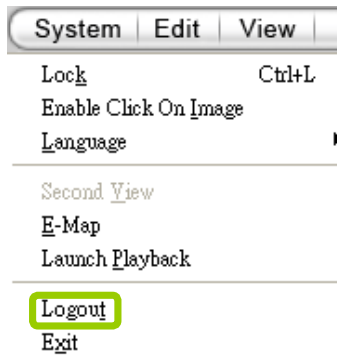 System Edit View
Lock Ctrl+L
Enable Click On Image
Language
Second View
E-Map
Launch Playback
Logout
Exit